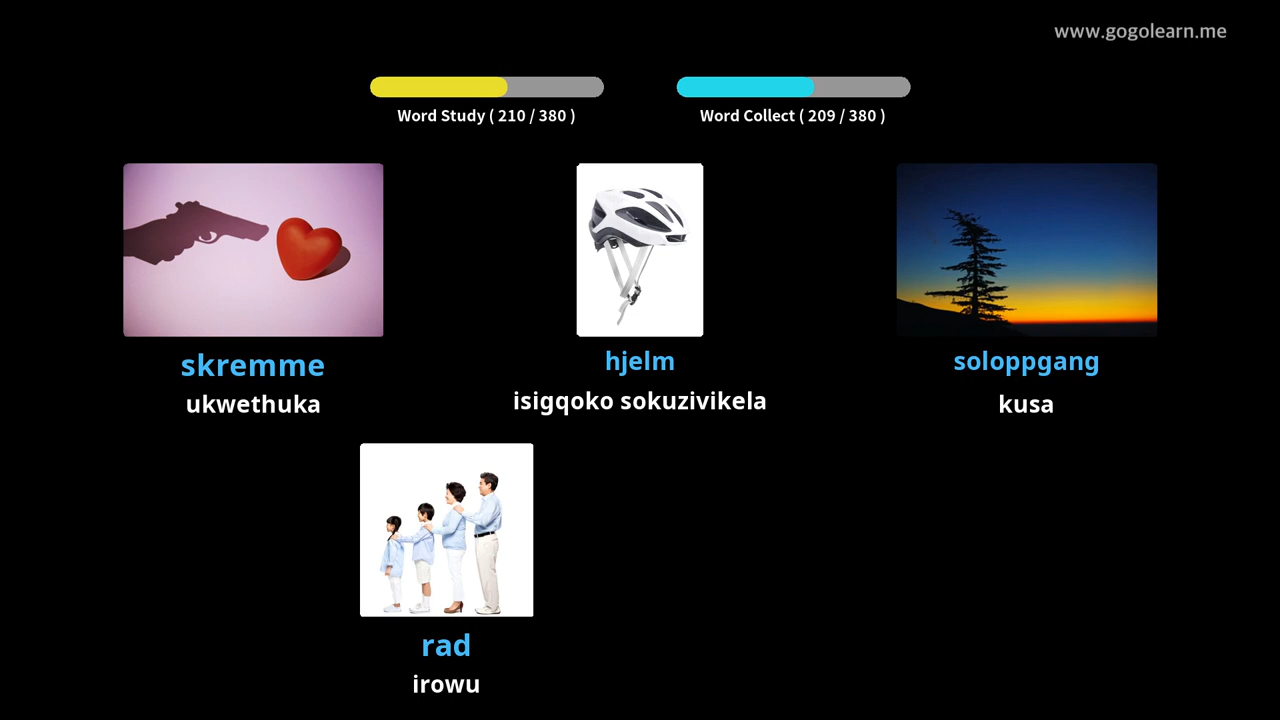 www.gogolearn.me
Word Study ( 210 / 380 )
Word Collect ( 209 / 380 )
skremme
ukwethuka
hjelm
isigqoko sokuzivikela
soloppgang
kusa
rad
irowu